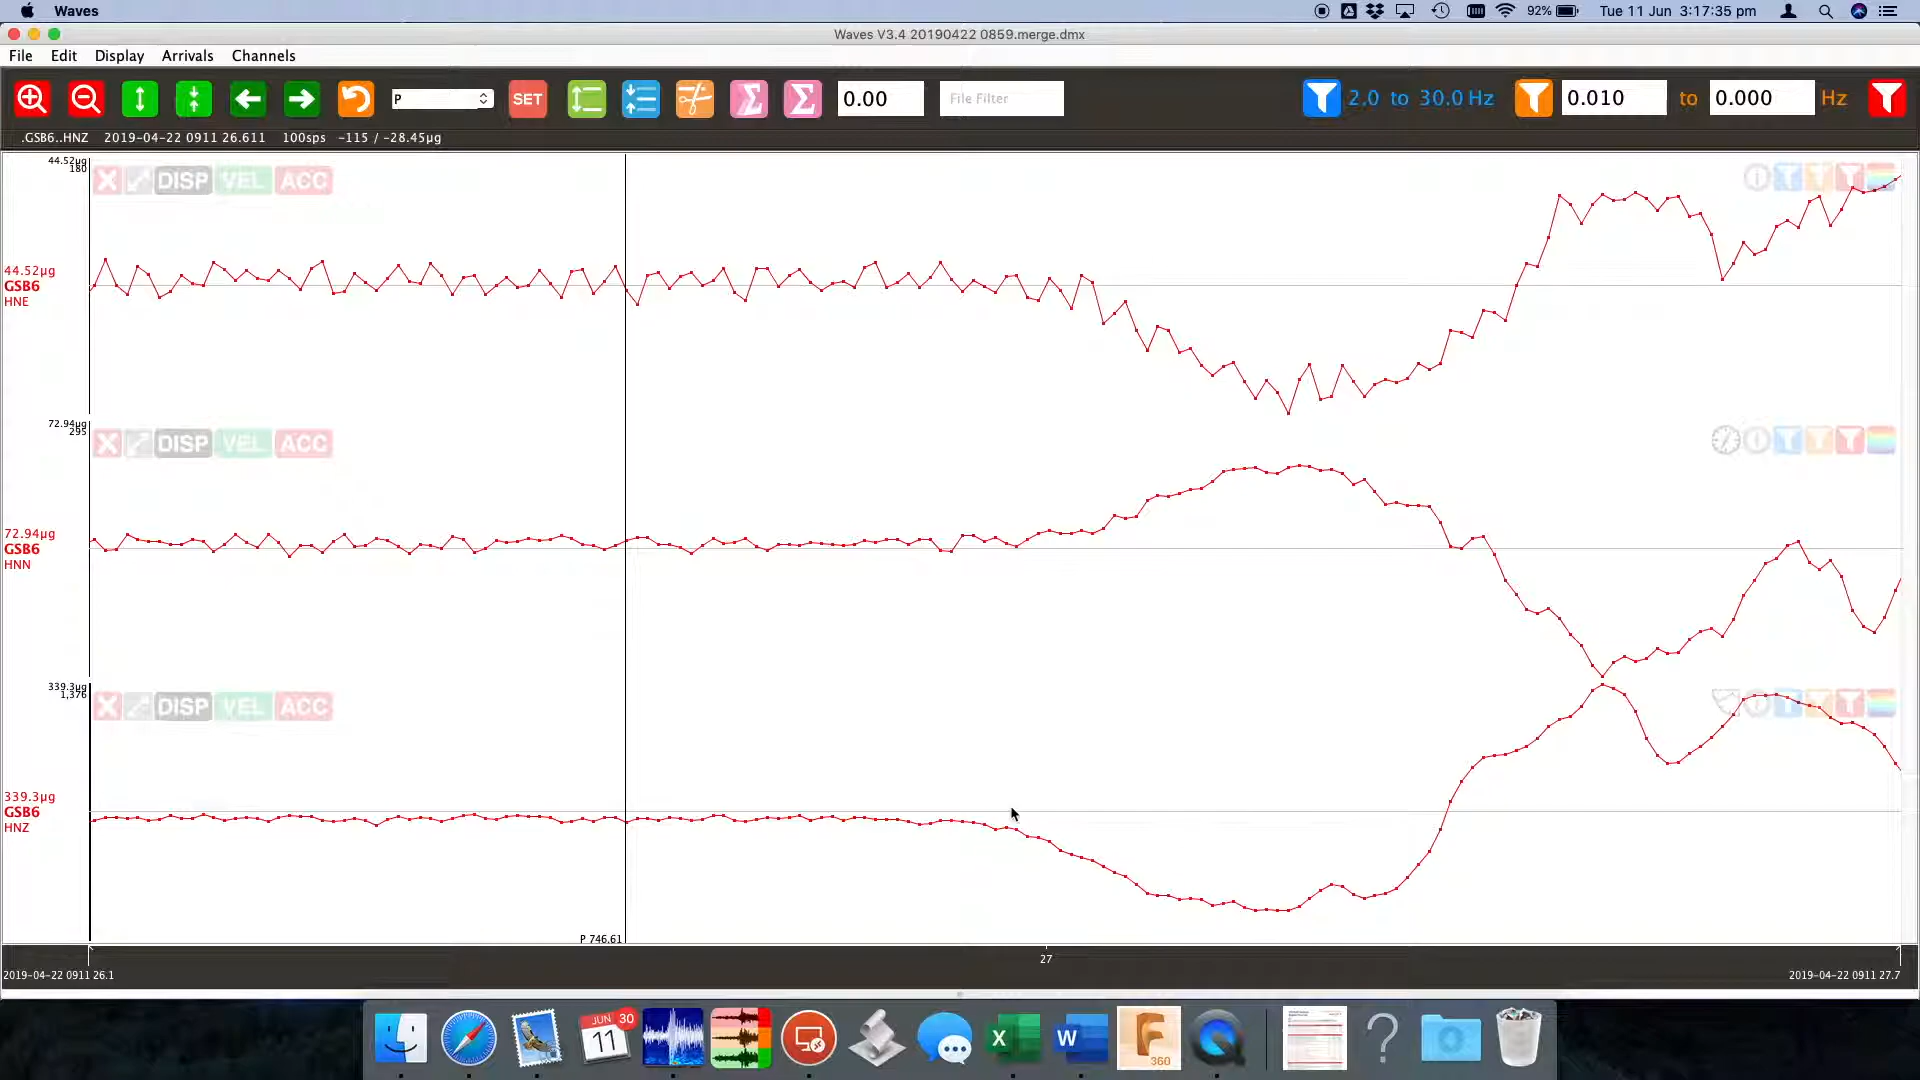 Waves
92%
Tue 11 Jun 3:17:35 pm
Waves V3.4 20190422 0859.merge.dmx
File Edit Display Arrivals Channels
P
SET
0.00
File Filter
2.0 to 30.0 Hz
0.010 to 0.000 Hz
.GSB6..HNZ 2019-04-22 0911 26.611 100sps -115 / -28.45µg
44.52µg
180
DISP VEL ACC
44.52µg
GSB6
HNE
72.94µg
295
DISP VEL ACC
72.94µg
GSB6
HNN
339.3µg
1,376
DISP VEL ACC
339.3µg
GSB6
HNZ
P 746.61
27
2019-04-22 0911 26.1
2019-04-22 0911 27.7
JUN 30
11
X
W
F
360
?